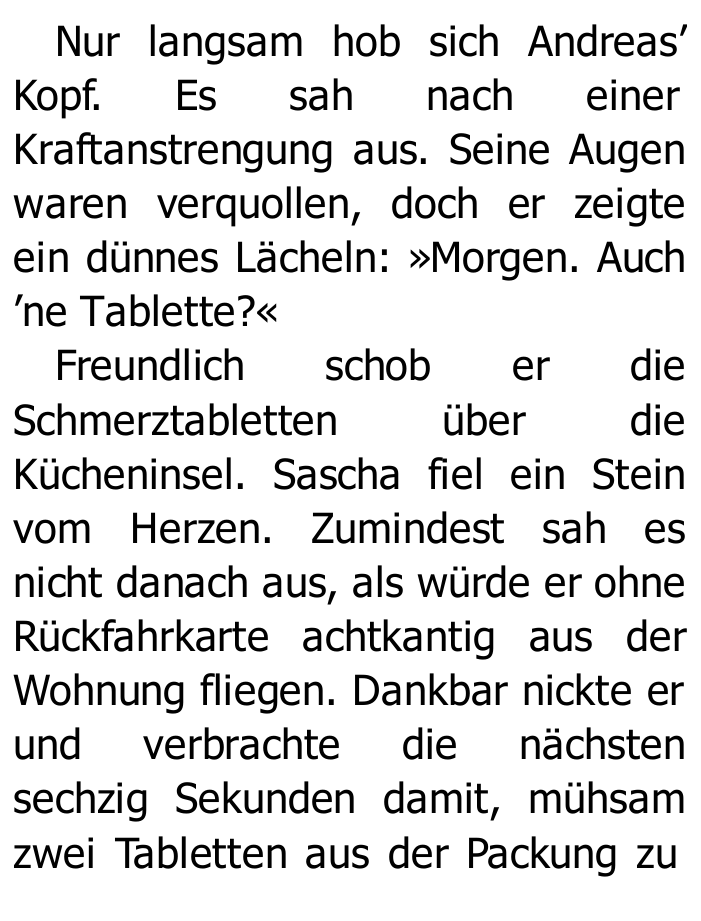 Nur langsam hob sich Andreas’
Kopf. Es sah nach einer
Kraftanstrengung aus. Seine Augen
waren verquollen, doch er zeigte
ein dünnes Lächeln: »Morgen. Auch
’ne Tablette?«
Freundlich schob er die
Schmerztabletten über die
Kücheninsel. Sascha fiel ein Stein
vom Herzen. Zumindest sah es
nicht danach aus, als würde er ohne
Rückfahrkarte achtkantig aus der
Wohnung fliegen. Dankbar nickte er
und verbrachte die nächsten
sechzig Sekunden damit, mühsam
zwei Tabletten aus der Packung zu